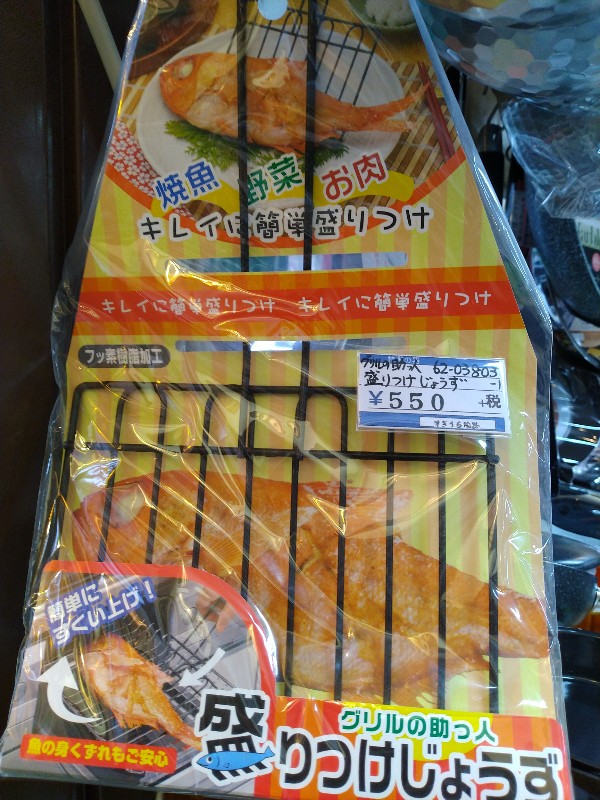 焼魚 野菜 お肉
キレイに簡単盛りつけ
キレイに簡単盛りつけ キレイに簡単盛りつけ
フッ素樹脂加工
グリルの助っ人 62-03803
盛りつけじょうず
¥550 +税
簡単に
すくい上げ!
魚の身くずれもご安心
グリルの助っ人
盛りつけじょうず